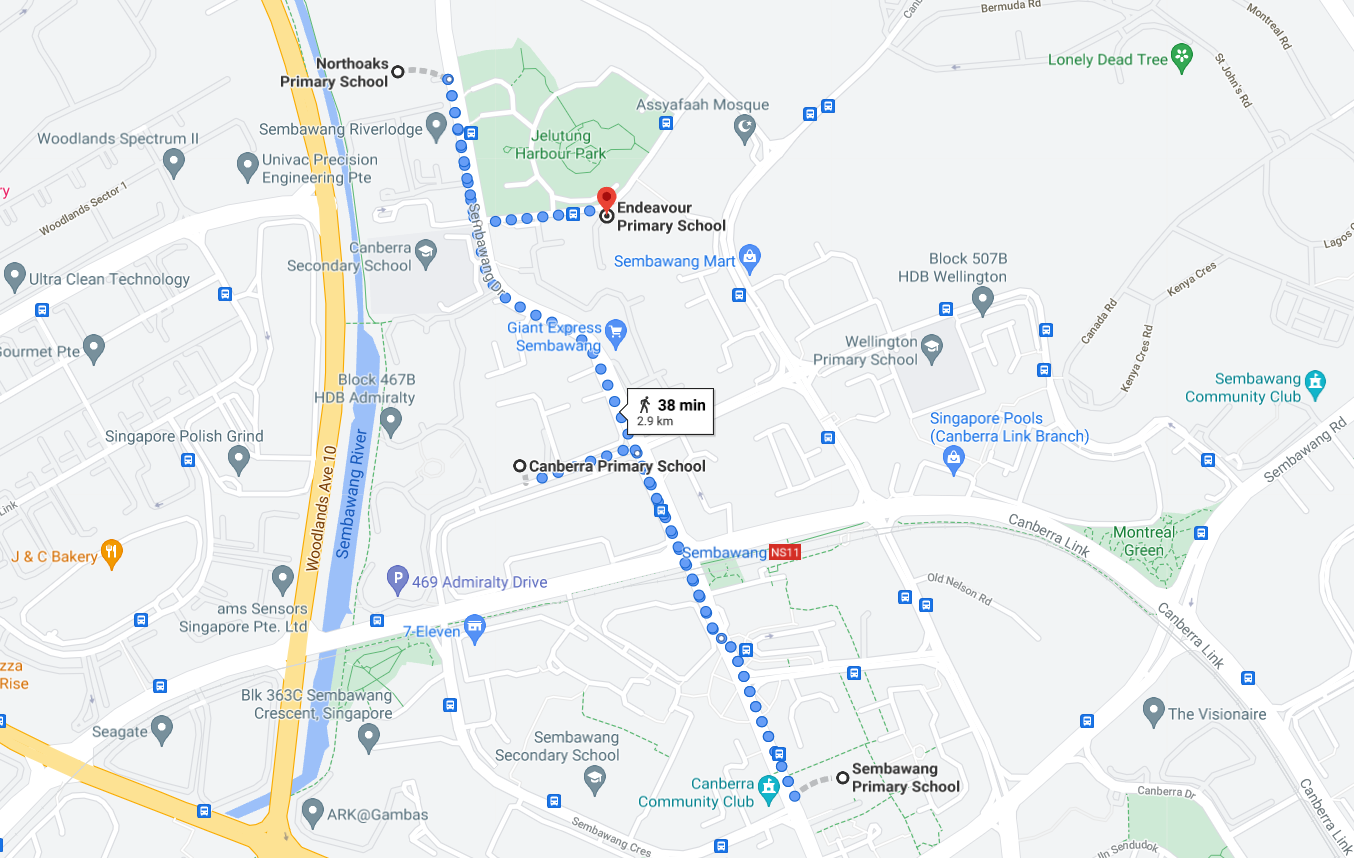 Bermuda Rd
Montreal Rd
Northoaks
Primary School
Lonely Dead Tree
St John's Rd
Assyafaah Mosque
Woodlands Spectrum II
Sembawang Riverlodge
Jelutung
Harbour Park
Univac Precision
Engineering Pte
ry
Woodlands Sector 1
Endeavour
Primary School
Sembawang Dr
Canberra
Secondary School
Sembawang Mart
Block 507B
HDB Wellington
Kenya Cres
Ultra Clean Technology
Canada Rd
Giant Express
Sembawang
Gourmet Pte
Wellington
Primary School
Kenya Cres Rd
Block 467B
HDB Admiralty
Sembawang
Community Club
38 min
2.9 km
Singapore Pools
(Canberra Link Branch)
Singapore Polish Grind
Canberra Primary School
Sembawang Rd
Woodlands Ave 10
Sembawang River
Link
Canberra Link
Montreal
Green
J & C Bakery
Sembawang NS11
469 Admiralty Drive
Old Nelson Rd
ams Sensors
Singapore Pte. Ltd
7-Eleven
Canberra Link
zza
Rise
Blk 363C Sembawang
Crescent, Singapore
Seagate
The Visionaire
Sembawang
Secondary School
Sembawang
Primary School
Canberra
Community Club
Canberra Dr
Canberra Link
ARK@Gambas
Sembawang Cres
P